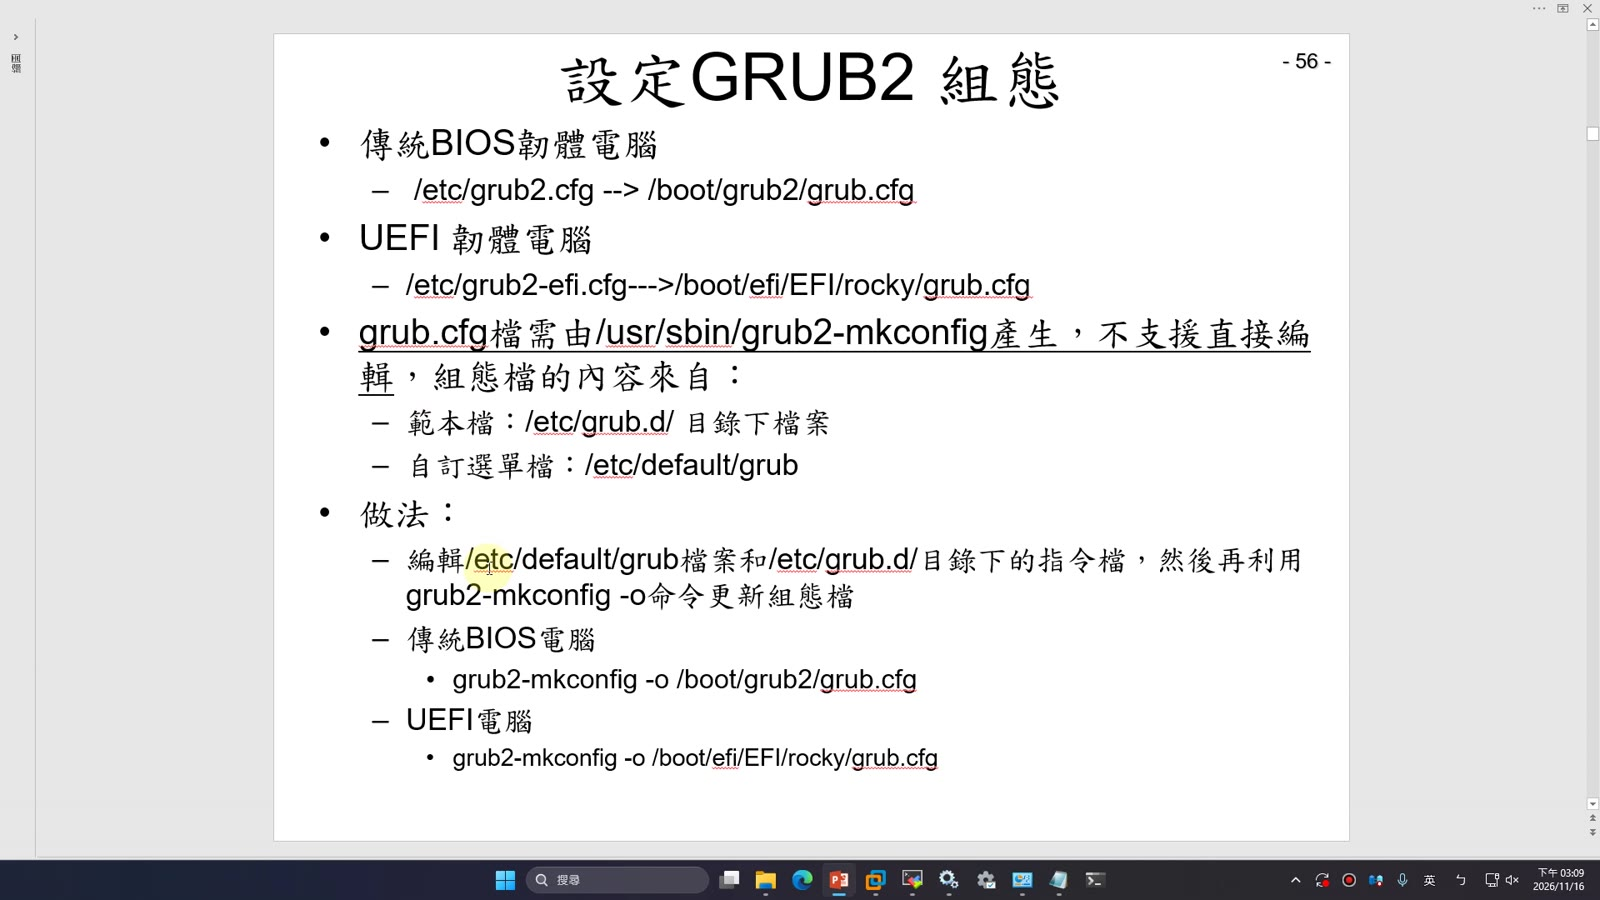 設定GRUB2 組態
- 56 -
• 傳統BIOS韌體電腦
– /etc/grub2.cfg --> /boot/grub2/grub.cfg
• UEFI 韌體電腦
– /etc/grub2-efi.cfg--->/boot/efi/EFI/rocky/grub.cfg
• grub.cfg檔需由/usr/sbin/grub2-mkconfig產生，不支援直接編
輯，組態檔的內容來自：
– 範本檔：/etc/grub.d/ 目錄下檔案
– 自訂選單檔：/etc/default/grub
• 做法：
– 編輯/etc/default/grub檔案和/etc/grub.d/目錄下的指令檔，然後再利用
grub2-mkconfig -o命令更新組態檔
– 傳統BIOS電腦
• grub2-mkconfig -o /boot/grub2/grub.cfg
– UEFI電腦
• grub2-mkconfig -o /boot/efi/EFI/rocky/grub.cfg
搜尋
英
ㄅ
下午 03:09
2026/11/16